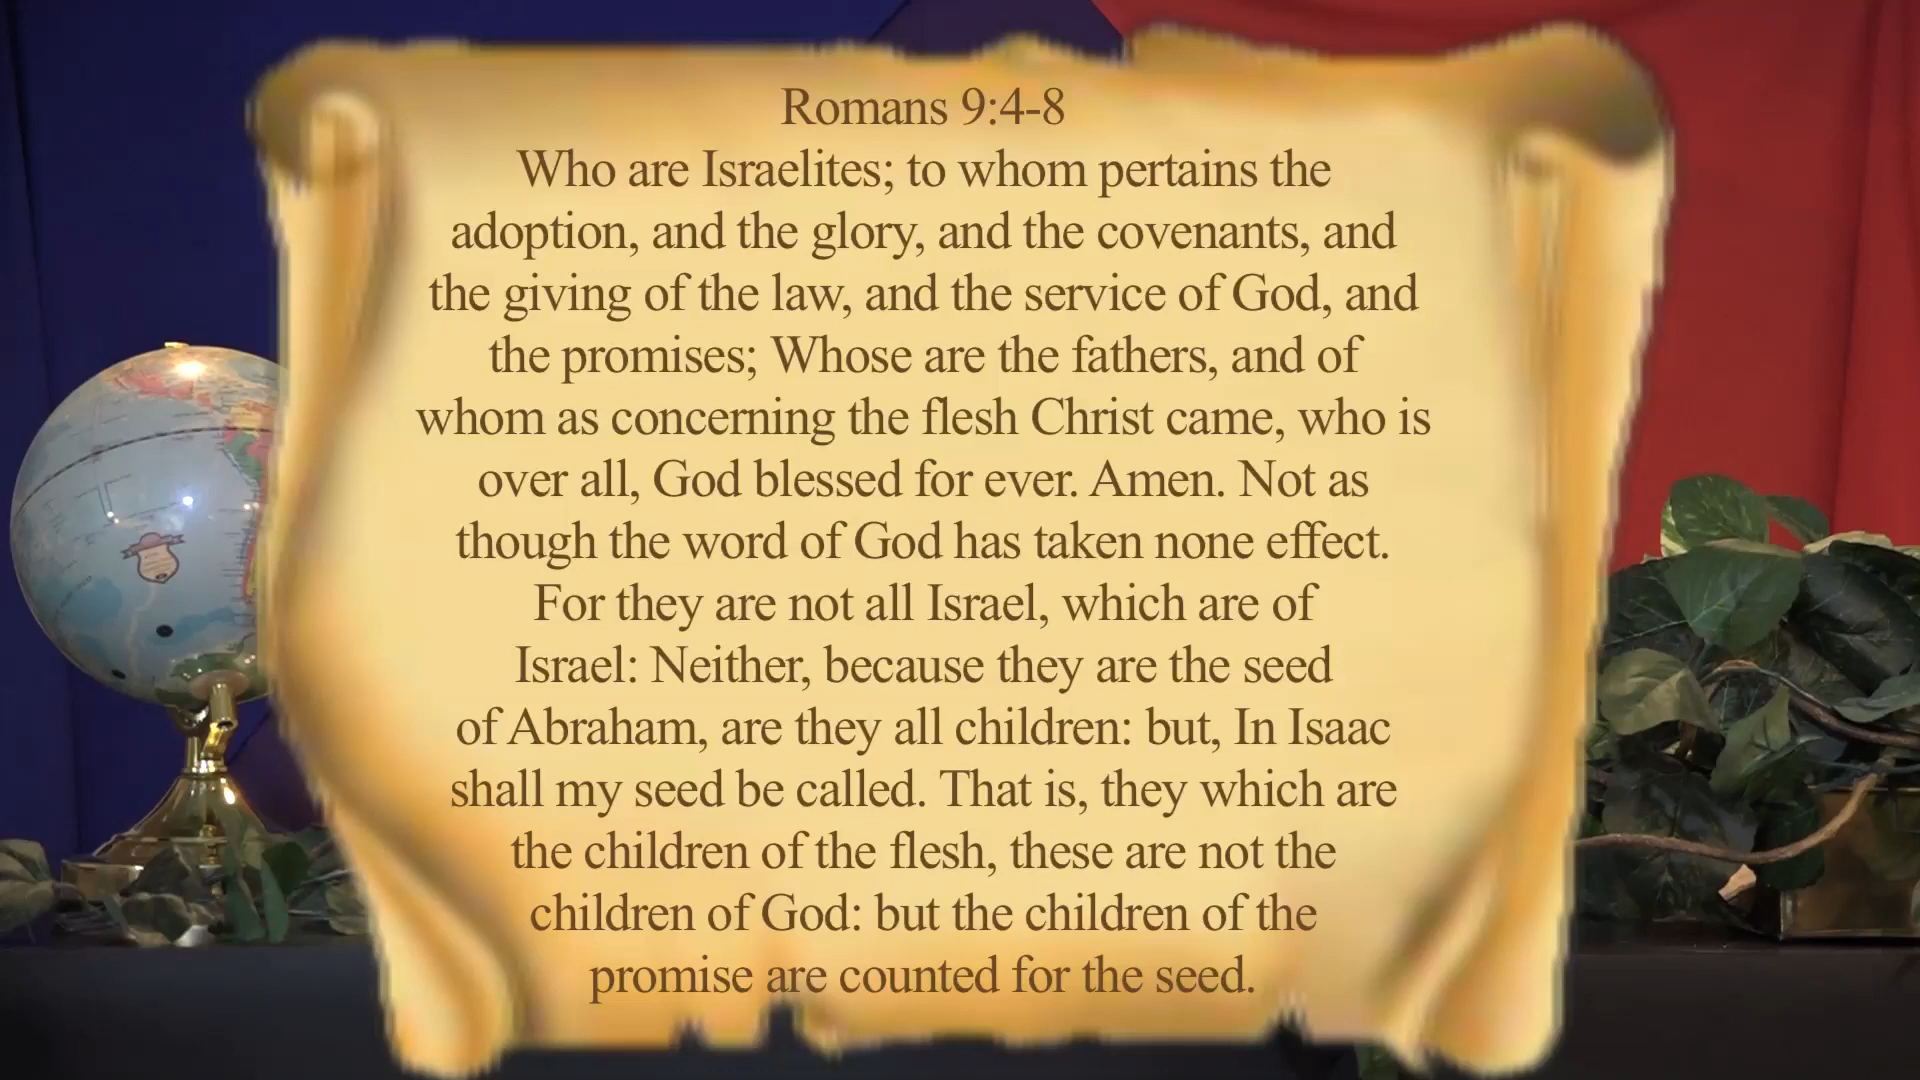 Romans 9:4-8
Who are Israelites; to whom pertains the
adoption, and the glory, and the covenants, and
the giving of the law, and the service of God, and
the promises; Whose are the fathers, and of
whom as concerning the flesh Christ came, who is
over all, God blessed for ever. Amen. Not as
though the word of God has taken none effect.
For they are not all Israel, which are of
Israel: Neither, because they are the seed
of Abraham, are they all children: but, In Isaac
shall my seed be called. That is, they which are
the children of the flesh, these are not the
children of God: but the children of the
promise are counted for the seed.